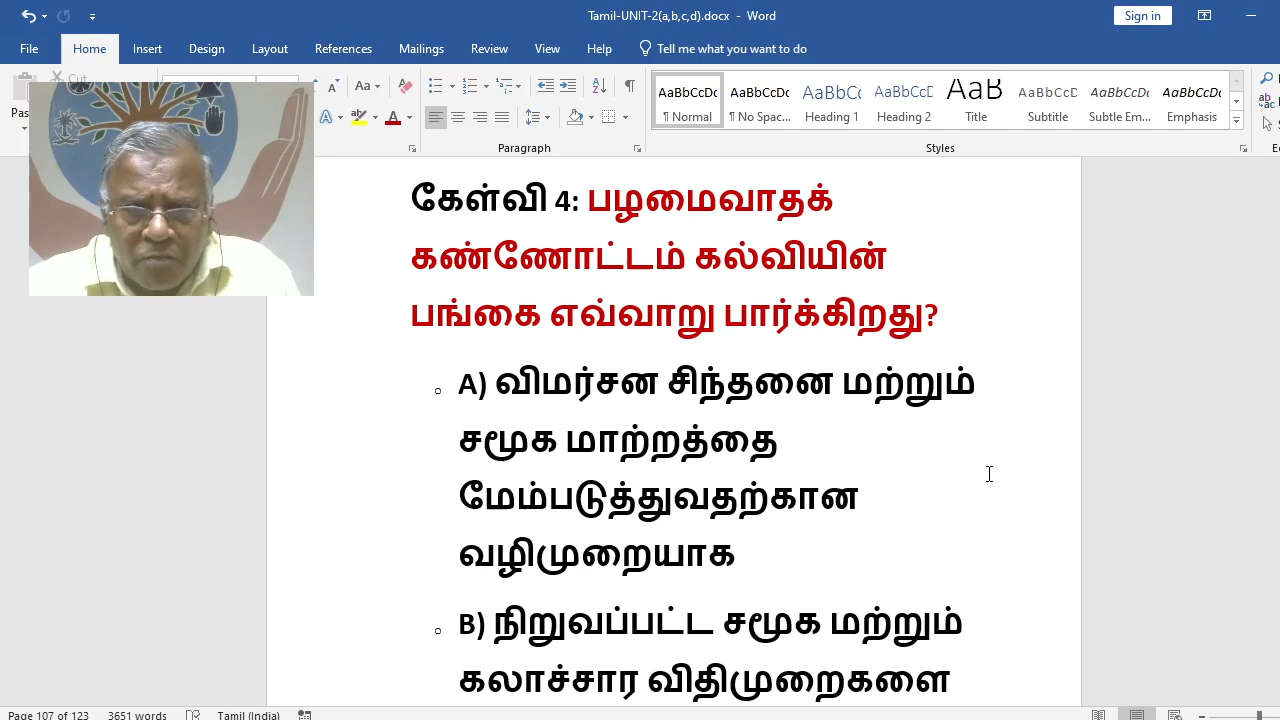 Tamil-UNIT-2(a,b,c,d).docx - Word
Sign in
File Home Insert Design Layout References Mailings Review View Help Tell me what you want to do
Cut
Aa
AaBbCcDc AaBbCcDc AaBbCc AaBbCcD AaB AaBbCcD AaBbCcDc AaBbCcDc
¶ Normal ¶ No Spac... Heading 1 Heading 2 Title Subtitle Subtle Em... Emphasis
Paragraph Styles
கேள்வி 4: பழமைவாதக்
கண்ணோட்டம் கல்வியின்
பங்கை எவ்வாறு பார்க்கிறது?
A) விமர்சன சிந்தனை மற்றும்
சமூக மாற்றத்தை
மேம்படுத்துவதற்கான
வழிமுறையாக
B) நிறுவப்பட்ட சமூக மற்றும்
கலாச்சார விதிமுறைகளை
Page 107 of 123 3651 words Tamil (India)